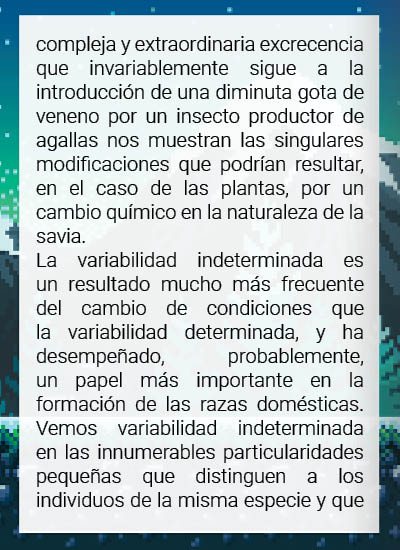 compleja y extraordinaria excrecencia
que invariablemente sigue a la
introducción de una diminuta gota de
veneno por un insecto productor de
agallas nos muestran las singulares
modificaciones que podrían resultar,
en el caso de las plantas, por un
cambio químico en la naturaleza de la
savia.
La variabilidad indeterminada es
un resultado mucho más frecuente
del cambio de condiciones que
la variabilidad determinada, y ha
desempeñado, probablemente,
un papel más importante en la
formación de las razas domésticas.
Vemos variabilidad indeterminada
en las innumerables particularidades
pequeñas que distinguen a los
individuos de la misma especie y que